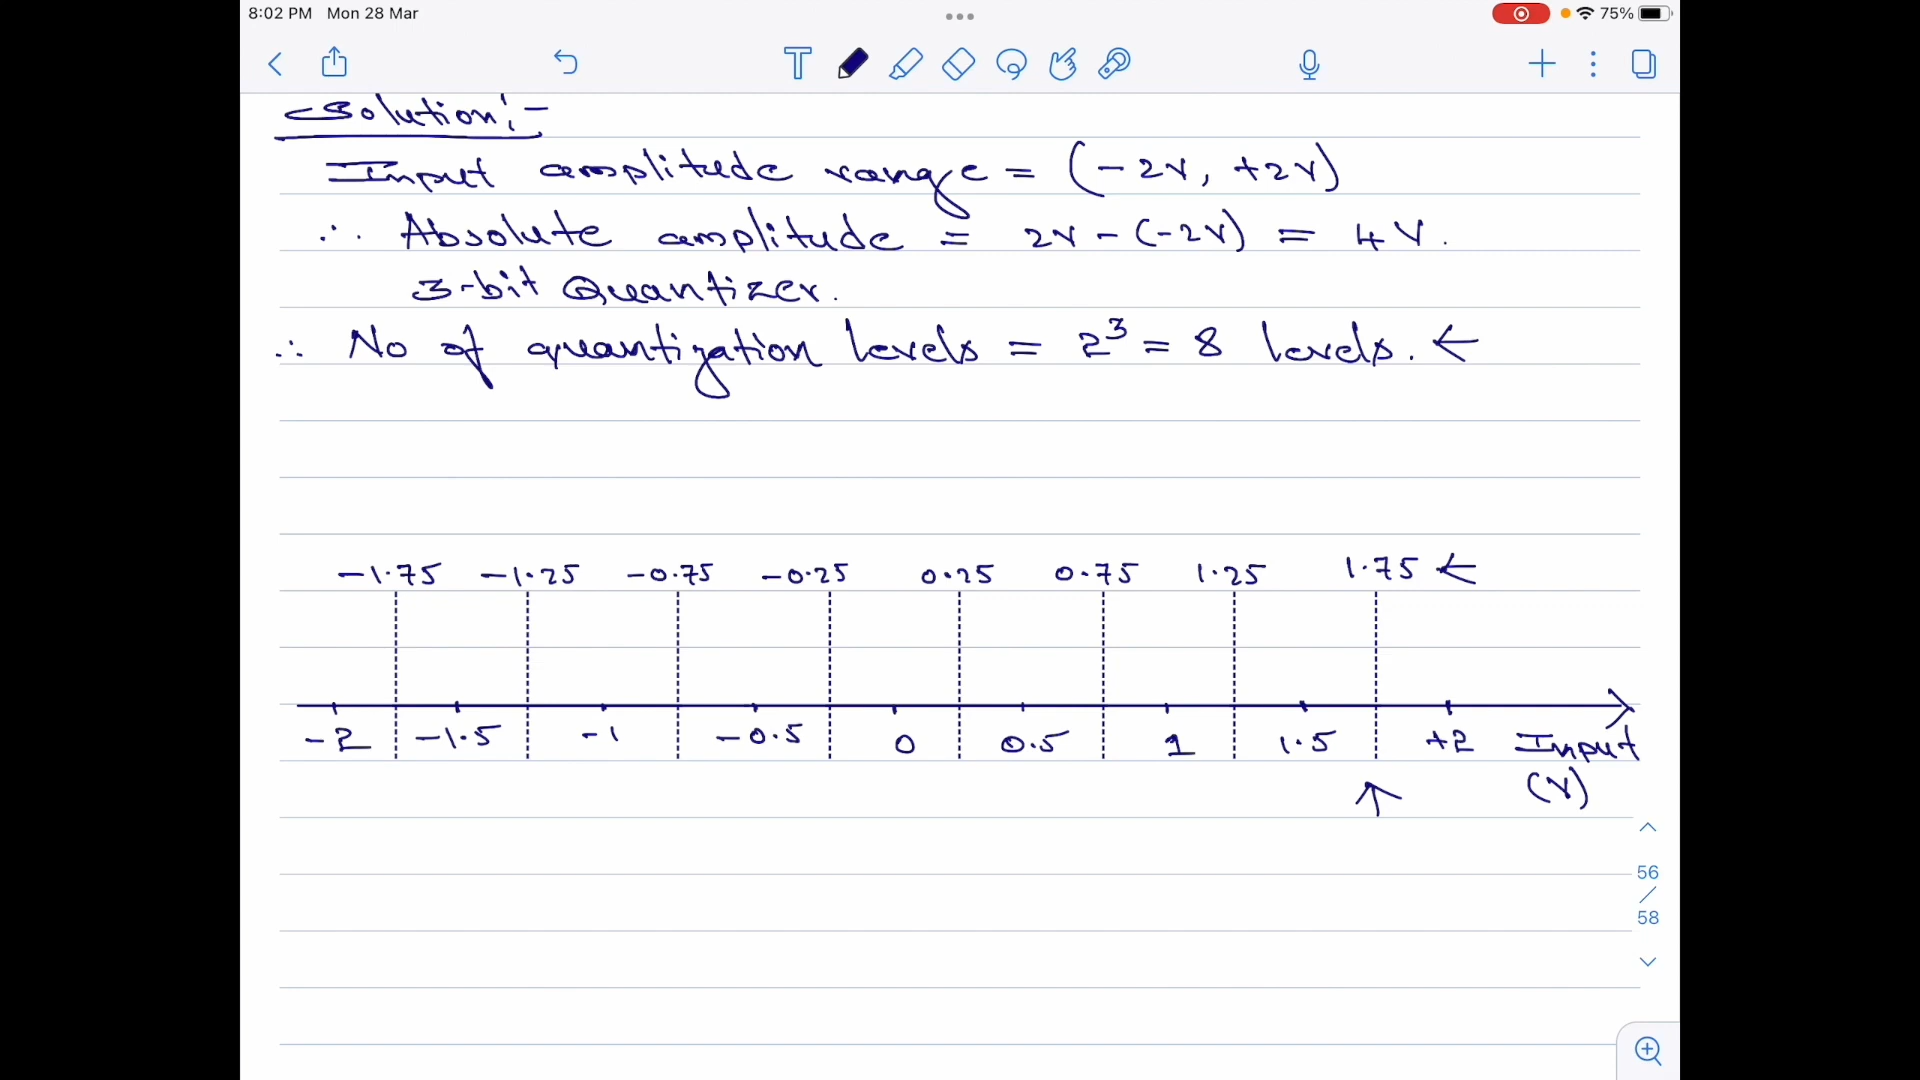 8:02 PM Mon 28 Mar
75%
Solution:-
Input amplitude range = (-2V, +2V)
∴ Absolute amplitude = 2V - (-2V) = 4V.
3-bit Quantizer.
∴ No of quantization levels = 2³ = 8 levels. ←
-1.75 -1.25 -0.75 -0.25 0.25 0.75 1.25 1.75 ←
-2 -1.5 -1 -0.5 0 0.5 1 1.5 +2 Input
(V)
↑
56
/
58